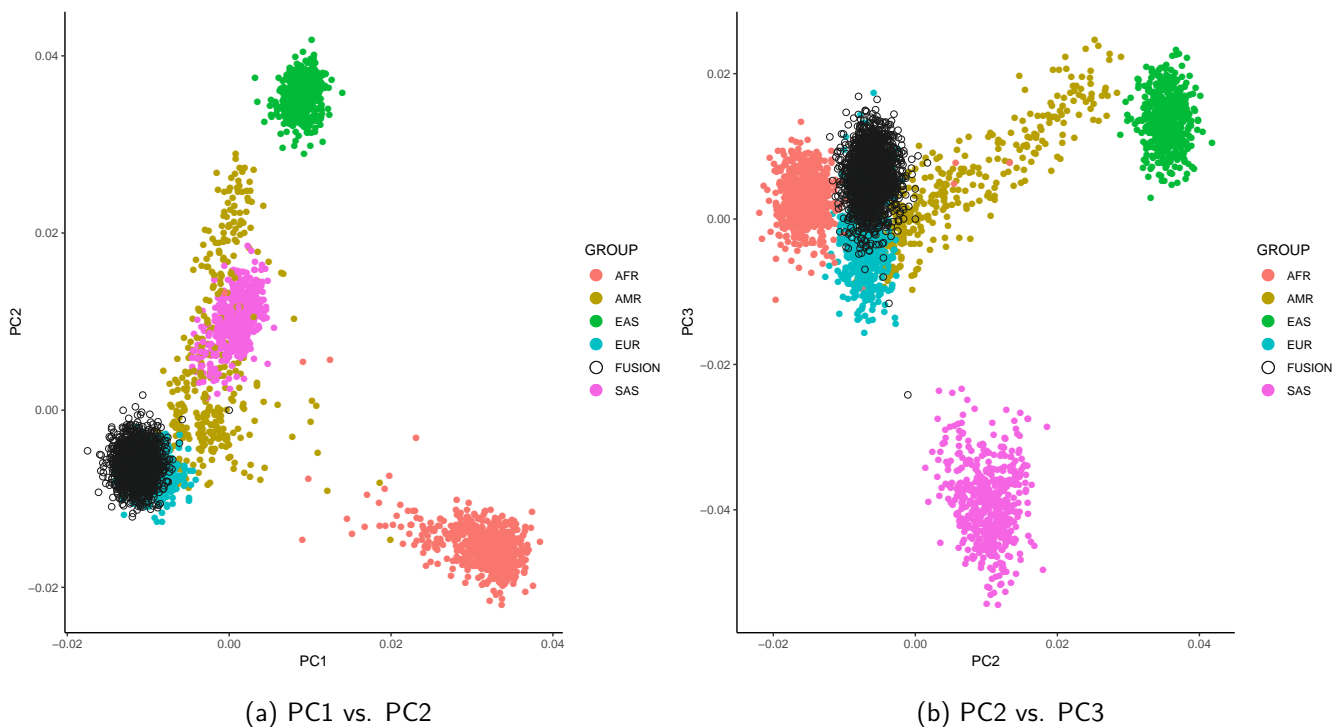 0.04
0.02
0.00
−0.02
PC2
−0.02
0.00
0.02
0.04
PC1
GROUP
AFR
AMR
EAS
EUR
FUSION
SAS
(a) PC1 vs. PC2
0.02
0.00
−0.02
−0.04
PC3
−0.02
0.00
0.02
0.04
PC2
GROUP
AFR
AMR
EAS
EUR
FUSION
SAS
(b) PC2 vs. PC3